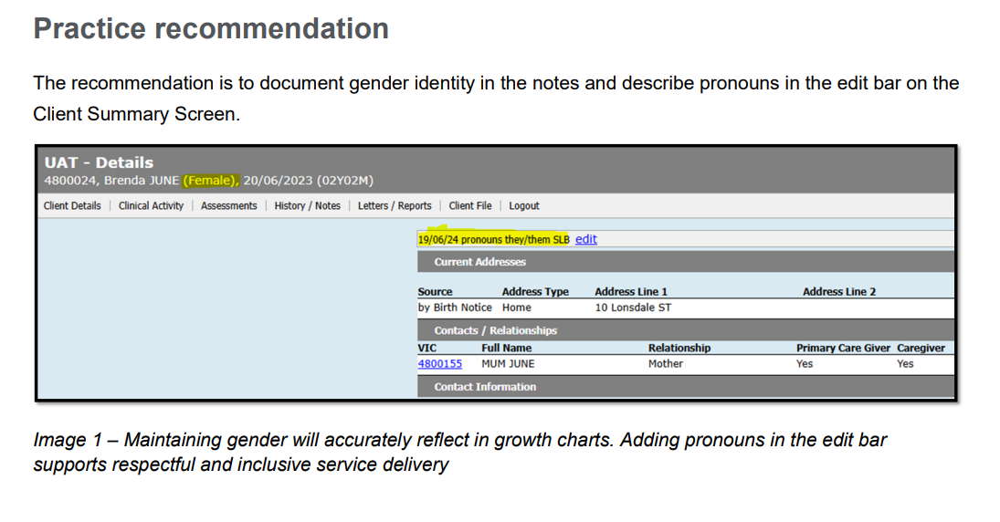 Practice recommendation
The recommendation is to document gender identity in the notes and describe pronouns in the edit bar on the
Client Summary Screen.
UAT - Details
4800024, Brenda JUNE (Female), 20/06/2023 (02Y02M)
Client Details | Clinical Activity | Assessments | History / Notes | Letters / Reports | Client File | Logout
19/06/24 pronouns they/them SLB edit
Current Addresses
Source Address Type Address Line 1 Address Line 2
by Birth Notice Home 10 Lonsdale ST
Contacts / Relationships
VIC Full Name Relationship Primary Care Giver Caregiver
4800155 MUM JUNE Mother Yes Yes
Contact Information
Image 1 – Maintaining gender will accurately reflect in growth charts. Adding pronouns in the edit bar
supports respectful and inclusive service delivery